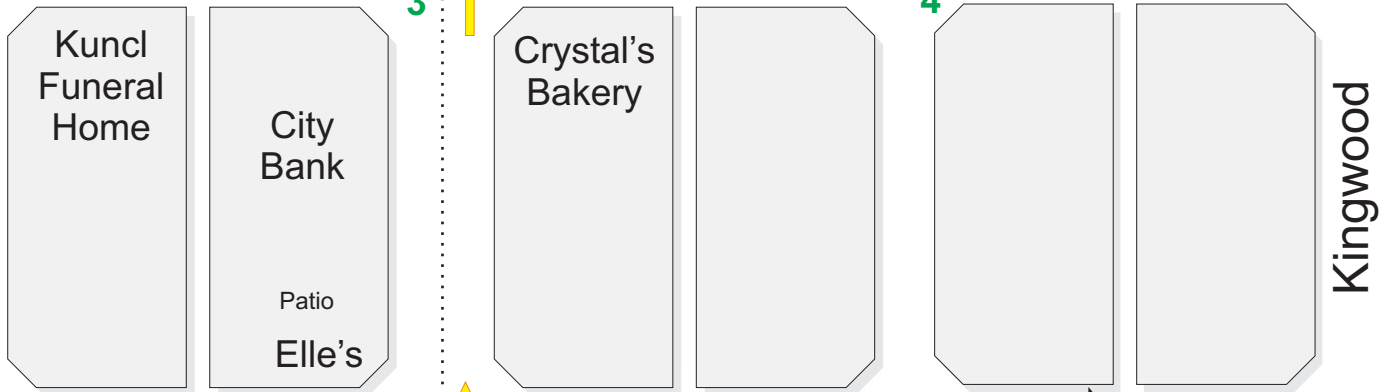 3
4
Kuncl
Funeral
Home
City
Bank
Patio
Elle’s
Crystal’s
Bakery
Kingwood